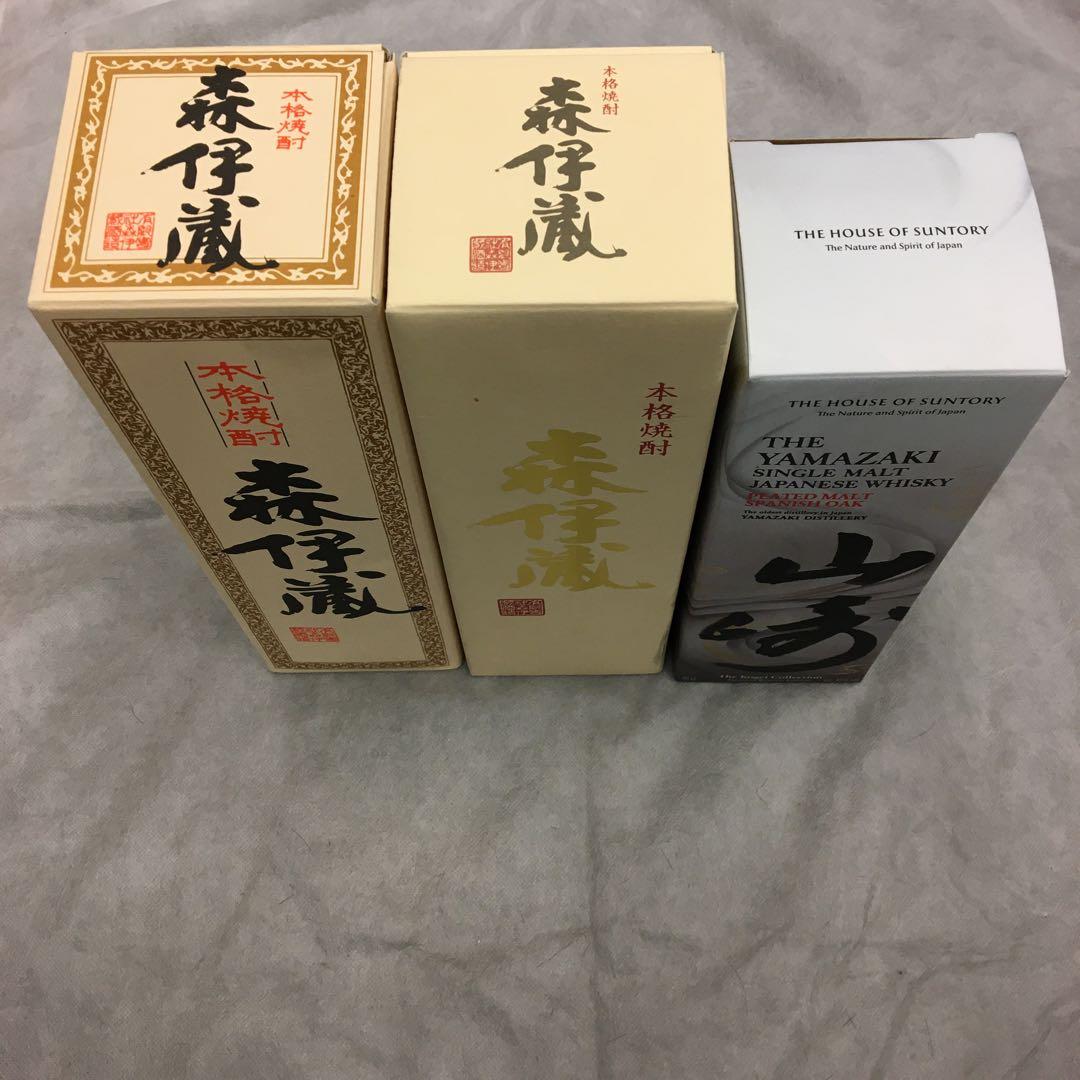 本格焼酎
森伊蔵
本格焼酎
森伊蔵
本格焼酎
森伊蔵
本格焼酎
森伊蔵
THE HOUSE OF SUNTORY
The Nature and Spirit of Japan
THE HOUSE OF SUNTORY
The Nature and Spirit of Japan
THE
YAMAZAKI
SINGLE MALT
JAPANESE WHISKY
PEATED MALT
SPANISH OAK
The oldest distillery in Japan
YAMAZAKI DISTILLERY
山崎
The Tsukuriwake Collection